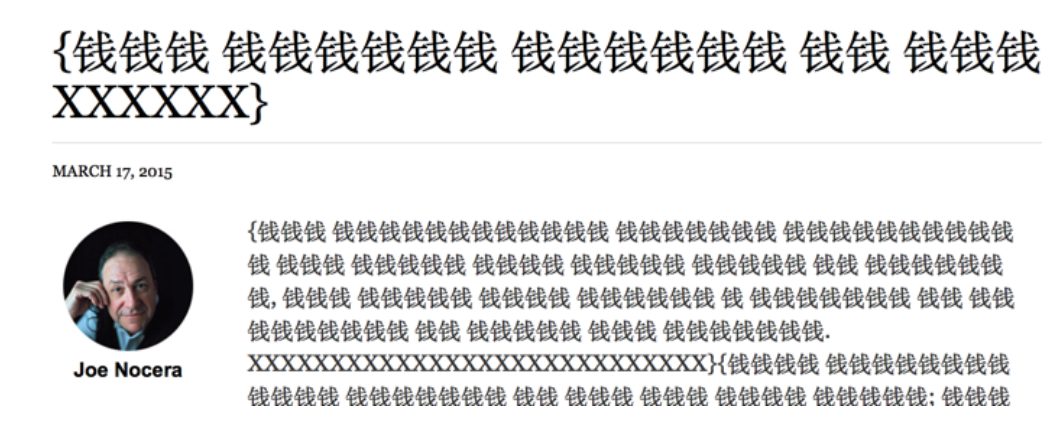 {钱钱钱 钱钱钱钱钱钱 钱钱钱钱钱钱 钱钱 钱钱钱
XXXXXX}
MARCH 17, 2015
{钱钱钱 钱钱钱钱钱钱钱钱钱钱钱钱 钱钱钱钱钱钱钱 钱钱钱钱钱钱钱钱钱钱
钱 钱钱钱 钱钱钱钱钱 钱钱钱钱 钱钱钱钱钱 钱钱钱钱钱 钱钱 钱钱钱钱钱钱
钱, 钱钱钱 钱钱钱钱钱 钱钱钱钱 钱钱钱钱钱钱 钱 钱钱钱钱钱钱钱 钱钱 钱钱
钱钱钱钱钱钱钱 钱钱 钱钱钱钱钱 钱钱钱 钱钱钱钱钱钱钱.
XXXXXXXXXXXXXXXXXXXXXXXXXXXX}{钱钱钱钱 钱钱钱钱钱钱钱钱
钱钱钱钱 钱钱钱钱钱钱钱 钱钱 钱钱钱 钱钱钱 钱钱钱钱 钱钱钱钱钱; 钱钱钱
Joe Nocera